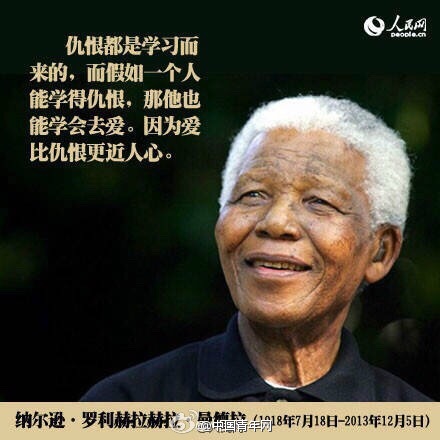 人民网
people.cn
仇恨都是学习而
来的，而假如一个人
能学得仇恨，那他也
能学会去爱。因为爱
比仇恨更近人心。
纳尔逊·罗利赫拉赫拉·曼德拉（1918年7月18日-2013年12月5日）
@中国青年网